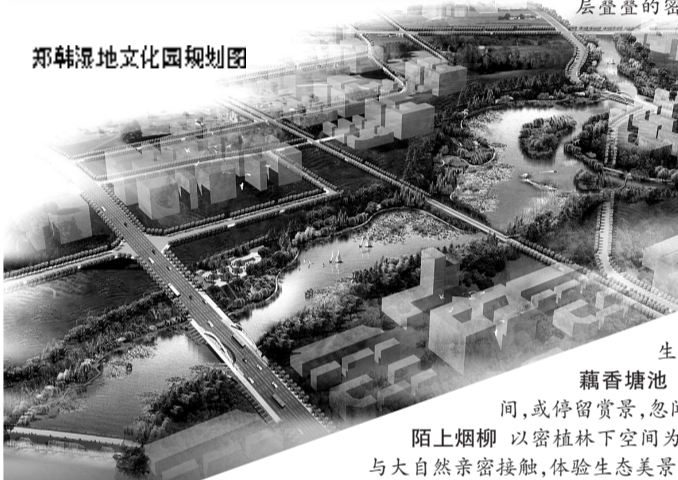 层叠叠的密
郑韩湿地文化园规划图
生
藕香塘池
间,或停留赏景,忽闻
陌上烟柳 以密植林下空间为
与大自然亲密接触,体验生态美景